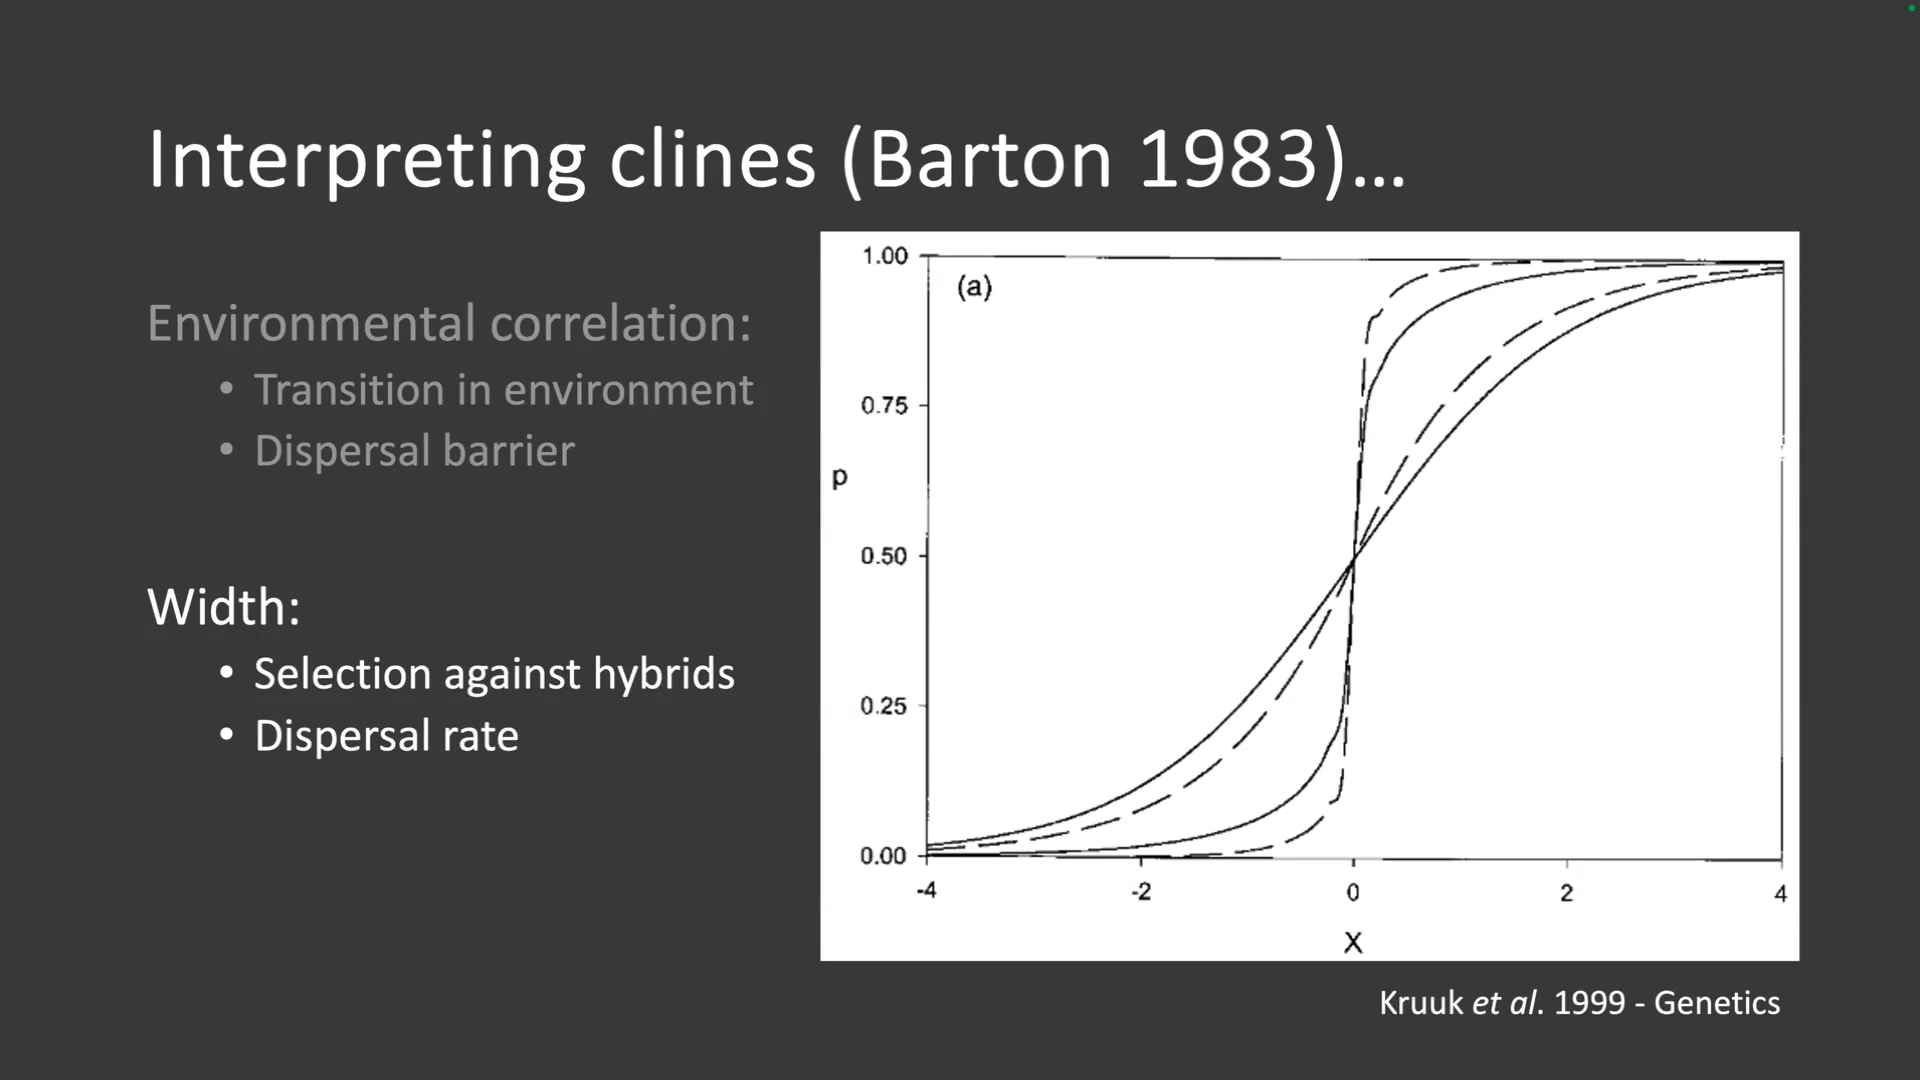 Interpreting clines (Barton 1983)...
Environmental correlation:
• Transition in environment
• Dispersal barrier
Width:
• Selection against hybrids
• Dispersal rate
(a)
1.00
0.75
p
0.50
0.25
0.00
-4
-2
0
2
4
X
Kruuk et al. 1999 - Genetics